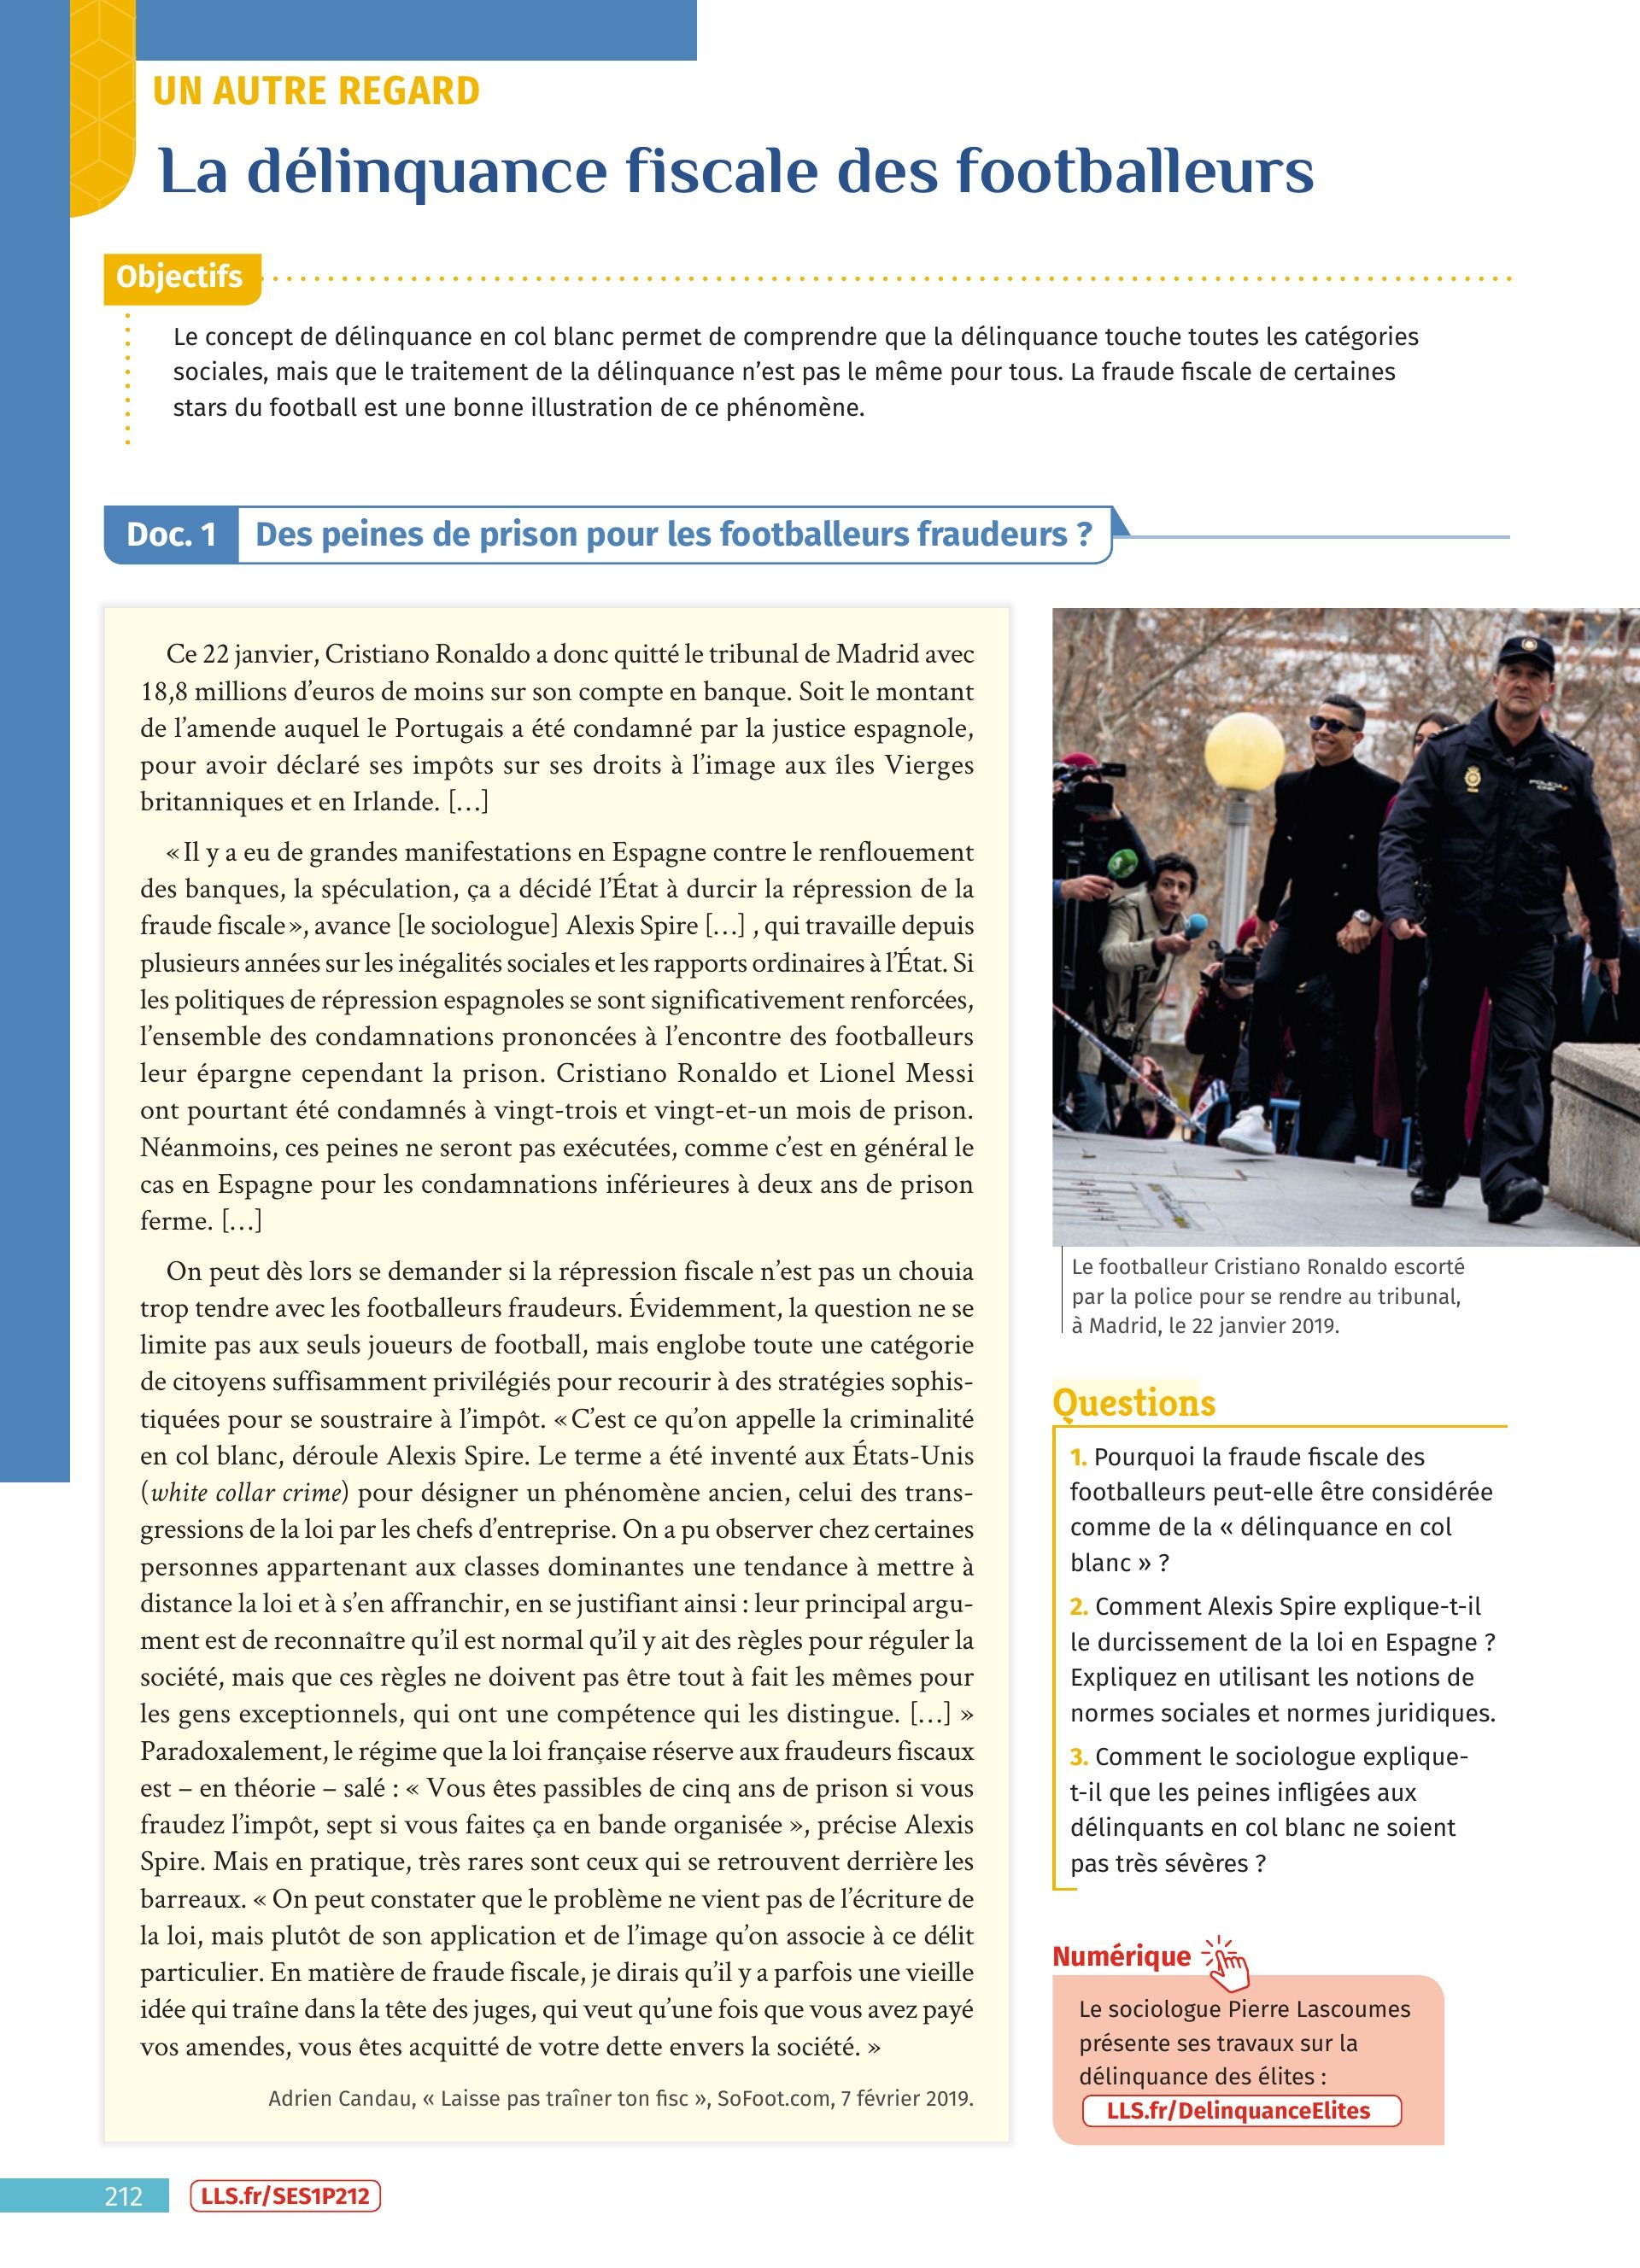 UN AUTRE REGARD
La délinquance fiscale des footballeurs
Objectifs
Le concept de délinquance en col blanc permet de comprendre que la délinquance touche toutes les catégories
sociales, mais que le traitement de la délinquance n'est pas le même pour tous. La fraude fiscale de certaines
stars du football est une bonne illustration de ce phénomène.
Doc. 1 Des peines de prison pour les footballeurs fraudeurs ?
Ce 22 janvier, Cristiano Ronaldo a donc quitté le tribunal de Madrid avec
18,8 millions d'euros de moins sur son compte en banque. Soit le montant
de l'amende auquel le Portugais a été condamné par la justice espagnole,
pour avoir déclaré ses impôts sur ses droits à l'image aux îles Vierges
britanniques et en Irlande. […]
« Il y a eu de grandes manifestations en Espagne contre le renflouement
des banques, la spéculation, ça a décidé l'État à durcir la répression de la
fraude fiscale », avance [le sociologue] Alexis Spire […] , qui travaille depuis
plusieurs années sur les inégalités sociales et les rapports ordinaires à l'État. Si
les politiques de répression espagnoles se sont significativement renforcées,
l'ensemble des condamnations prononcées à l'encontre des footballeurs
leur épargne cependant la prison. Cristiano Ronaldo et Lionel Messi
ont pourtant été condamnés à vingt-trois et vingt-et-un mois de prison.
Néanmoins, ces peines ne seront pas exécutées, comme c'est en général le
cas en Espagne pour les condamnations inférieures à deux ans de prison
ferme. […]
On peut dès lors se demander si la répression fiscale n'est pas un chouia
trop tendre avec les footballeurs fraudeurs. Évidemment, la question ne se
limite pas aux seuls joueurs de football, mais englobe toute une catégorie
de citoyens suffisamment privilégiés pour recourir à des stratégies sophis-
tiquées pour se soustraire à l'impôt. « C'est ce qu'on appelle la criminalité
en col blanc, déroule Alexis Spire. Le terme a été inventé aux États-Unis
(white collar crime) pour désigner un phénomène ancien, celui des trans-
gressions de la loi par les chefs d'entreprise. On a pu observer chez certaines
personnes appartenant aux classes dominantes une tendance à mettre à
distance la loi et à s'en affranchir, en se justifiant ainsi : leur principal argu-
ment est de reconnaître qu'il est normal qu'il y ait des règles pour réguler la
société, mais que ces règles ne doivent pas être tout à fait les mêmes pour
les gens exceptionnels, qui ont une compétence qui les distingue. […] »
Paradoxalement, le régime que la loi française réserve aux fraudeurs fiscaux
est – en théorie – salé : « Vous êtes passibles de cinq ans de prison si vous
fraudez l'impôt, sept si vous faites ça en bande organisée », précise Alexis
Spire. Mais en pratique, très rares sont ceux qui se retrouvent derrière les
barreaux. « On peut constater que le problème ne vient pas de l'écriture de
la loi, mais plutôt de son application et de l'image qu'on associe à ce délit
particulier. En matière de fraude fiscale, je dirais qu'il y a parfois une vieille
idée qui traîne dans la tête des juges, qui veut qu'une fois que vous avez payé
vos amendes, vous êtes acquitté de votre dette envers la société. »
Adrien Candau, « Laisse pas traîner ton fisc », SoFoot.com, 7 février 2019.
Le footballeur Cristiano Ronaldo escorté
par la police pour se rendre au tribunal,
à Madrid, le 22 janvier 2019.
Questions
1. Pourquoi la fraude fiscale des
footballeurs peut-elle être considérée
comme de la « délinquance en col
blanc » ?
2. Comment Alexis Spire explique-t-il
le durcissement de la loi en Espagne ?
Expliquez en utilisant les notions de
normes sociales et normes juridiques.
3. Comment le sociologue explique-
t-il que les peines infligées aux
délinquants en col blanc ne soient
pas très sévères ?
Numérique
Le sociologue Pierre Lascoumes
présente ses travaux sur la
délinquance des élites :
LLS.fr/DelinquanceElites
212 LLS.fr/SES1P212